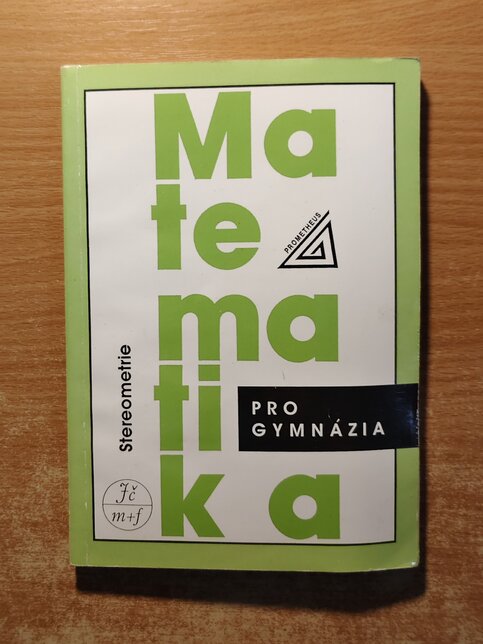 Ma
te
ma
ti
ka
PROMETHEUS
Stereometrie
PRO
GYMNÁZIA
Jč
m+f